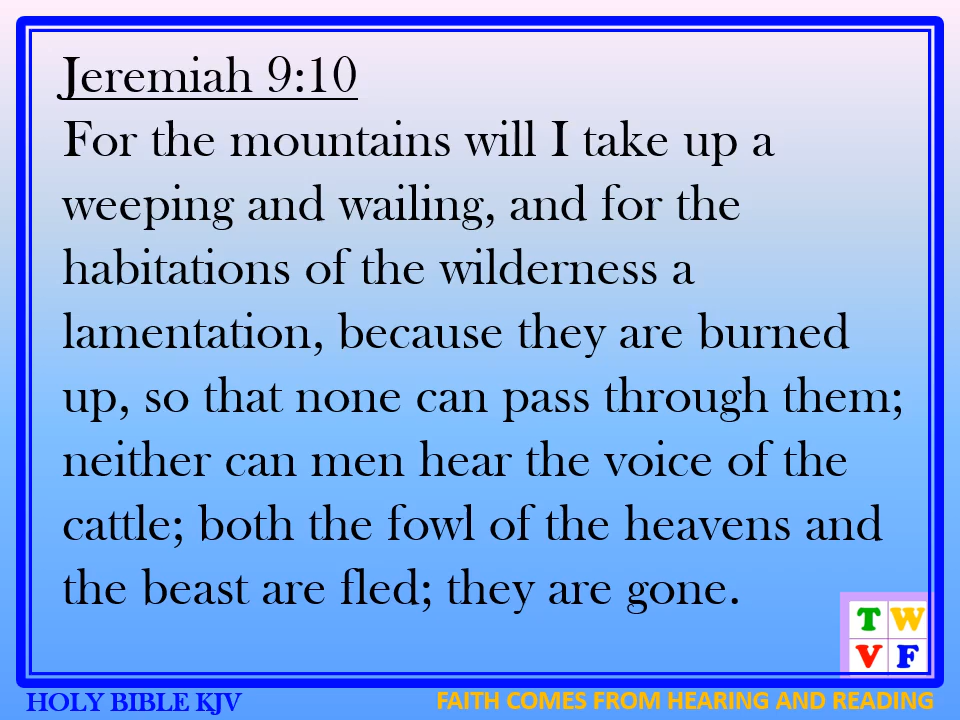 Jeremiah 9:10
For the mountains will I take up a
weeping and wailing, and for the
habitations of the wilderness a
lamentation, because they are burned
up, so that none can pass through them;
neither can men hear the voice of the
cattle; both the fowl of the heavens and
the beast are fled; they are gone.
T W
V F
HOLY BIBLE KJV
FAITH COMES FROM HEARING AND READING